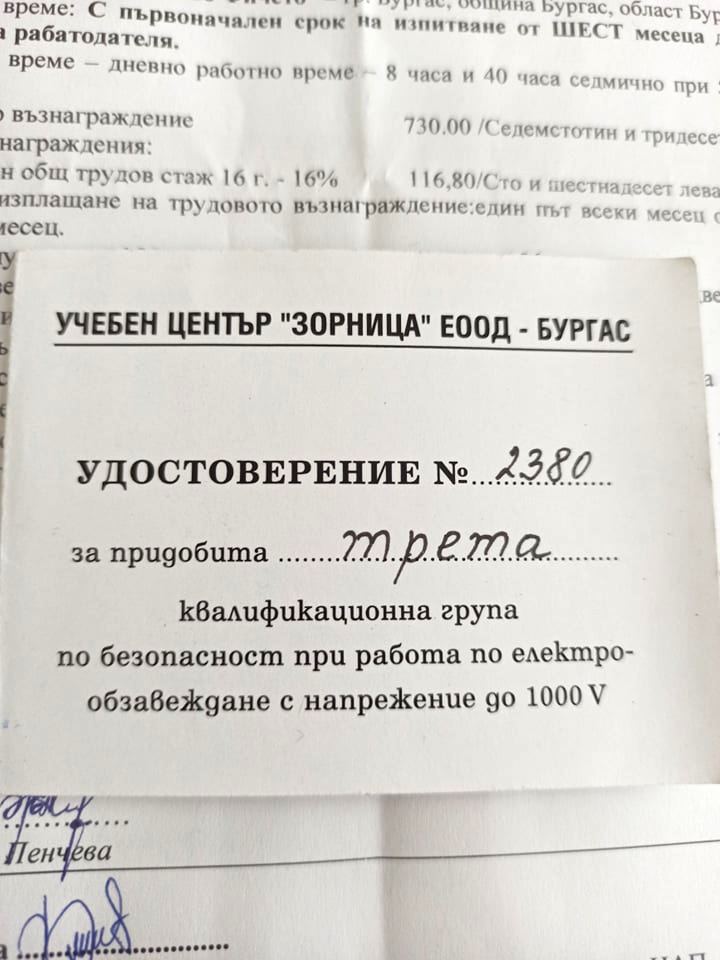 време: С първоначален срок на изпитване от ШЕСТ месеца
рабатодателя.
време – дневно работно време – 8 часа и 40 часа седмично при
възнаграждение 730.00 /Седемстотин и тридесет
награждения:
н общ трудов стаж 16 г. - 16% 116,80/Сто и шестнадесет лева
изплащане на трудовото възнаграждение:един път всеки месец
месец.
УЧЕБЕН ЦЕНТЪР "ЗОРНИЦА" ЕООД - БУРГАС
УДОСТОВЕРЕНИЕ №...2380
за придобита ......трета......
квалификационна група
по безопасност при работа по електро-
обзавеждане с напрежение до 1000 V
Пенчева